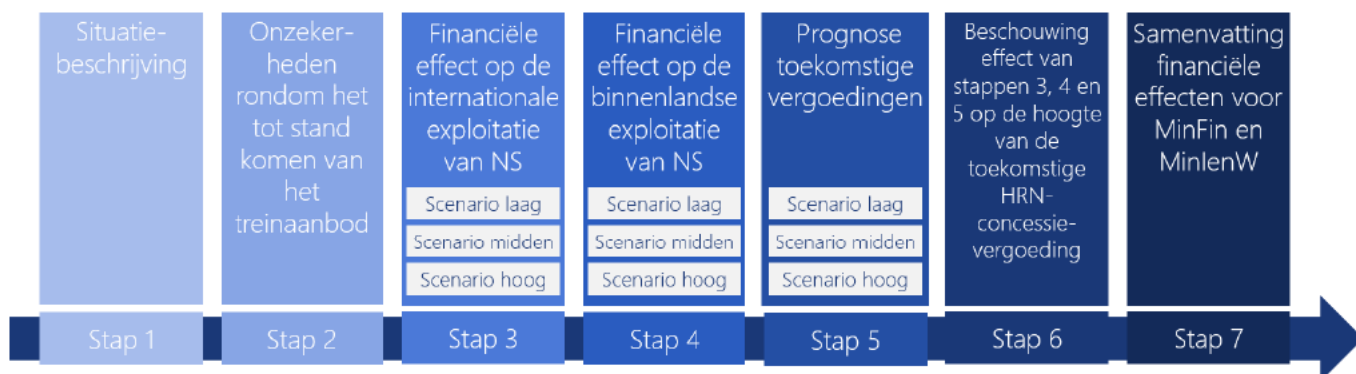 Situatie-
beschrijving
Onzeker-
heden
rondom het
tot stand
komen van
het
treinaanbod
Financiële
effect op de
internationale
exploitatie
van NS
Scenario laag
Scenario midden
Scenario hoog
Financiële
effect op de
binnenlandse
exploitatie
van NS
Scenario laag
Scenario midden
Scenario hoog
Prognose
toekomstige
vergoedingen
Scenario laag
Scenario midden
Scenario hoog
Beschouwing
effect van
stappen 3, 4 en
5 op de hoogte
van de
toekomstige
HRN-
concessie-
vergoeding
Samenvatting
financiële
effecten voor
MinFin en
MinIenW
Stap 1
Stap 2
Stap 3
Stap 4
Stap 5
Stap 6
Stap 7